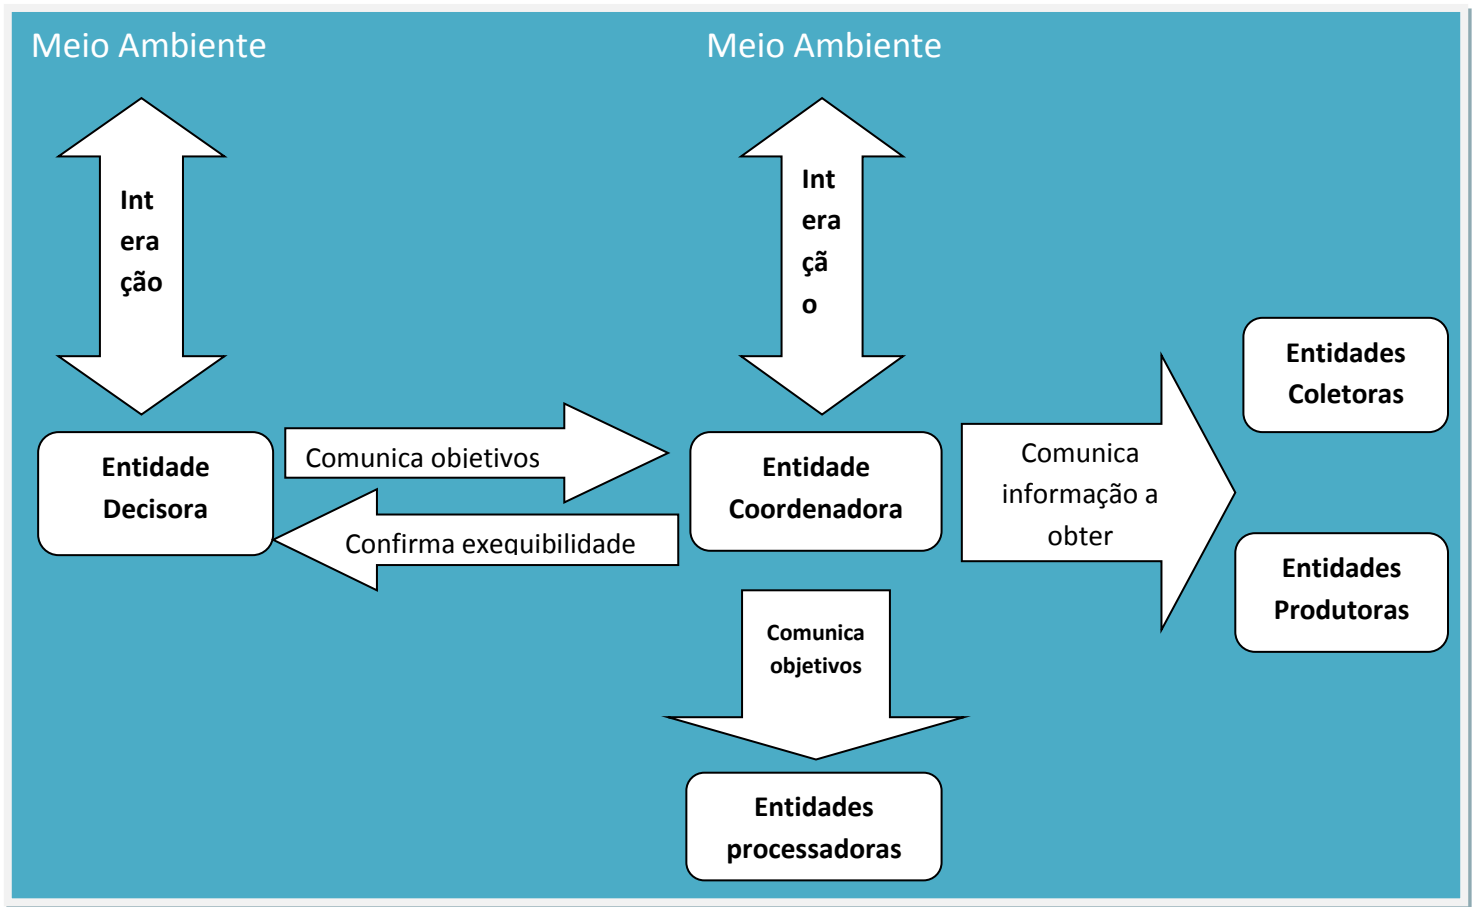 Meio Ambiente
Meio Ambiente
Int
era
ção
Int
era
çã
o
Entidade
Decisora
Comunica objetivos
Confirma exequibilidade
Entidade
Coordenadora
Comunica
informação a
obter
Entidades
Coletoras
Entidades
Produtoras
Comunica
objetivos
Entidades
processadoras